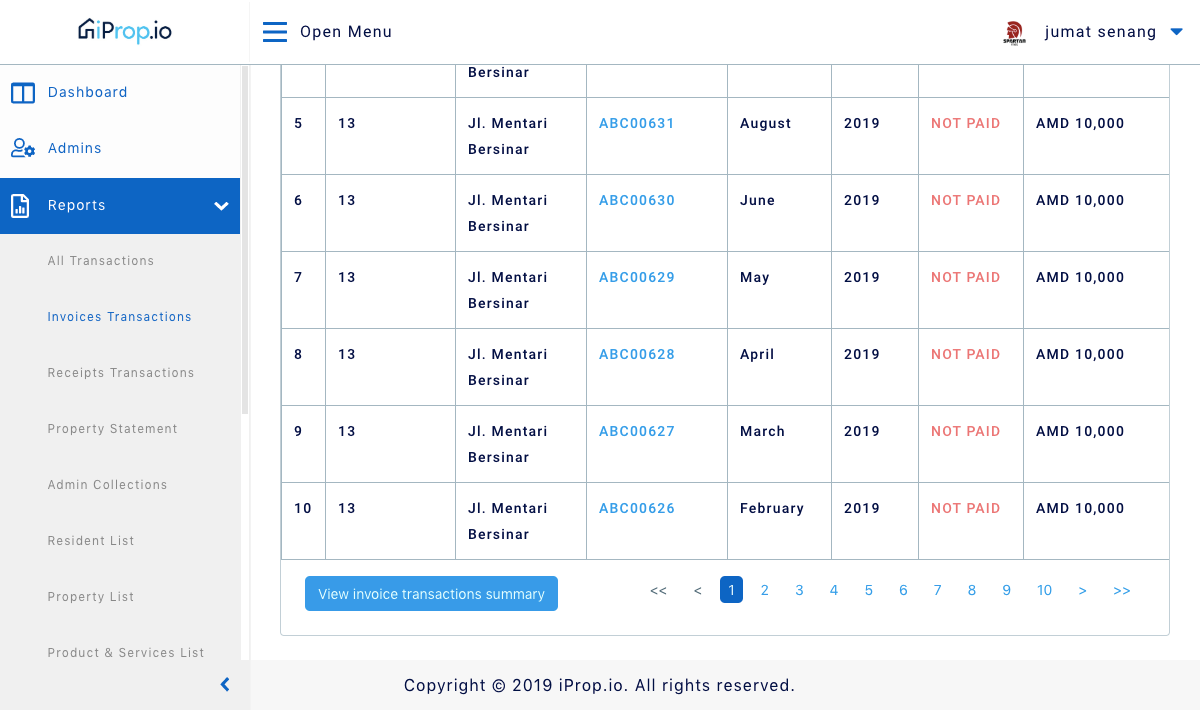 iProp.io
Open Menu
jumat senang
Dashboard
Admins
Reports
All Transactions
Invoices Transactions
Receipts Transactions
Property Statement
Admin Collections
Resident List
Property List
Product & Services List
Bersinar
5 13 Jl. Mentari Bersinar ABC00631 August 2019 NOT PAID AMD 10,000
6 13 Jl. Mentari Bersinar ABC00630 June 2019 NOT PAID AMD 10,000
7 13 Jl. Mentari Bersinar ABC00629 May 2019 NOT PAID AMD 10,000
8 13 Jl. Mentari Bersinar ABC00628 April 2019 NOT PAID AMD 10,000
9 13 Jl. Mentari Bersinar ABC00627 March 2019 NOT PAID AMD 10,000
10 13 Jl. Mentari Bersinar ABC00626 February 2019 NOT PAID AMD 10,000
View invoice transactions summary
<< < 1 2 3 4 5 6 7 8 9 10 > >>
Copyright © 2019 iProp.io. All rights reserved.